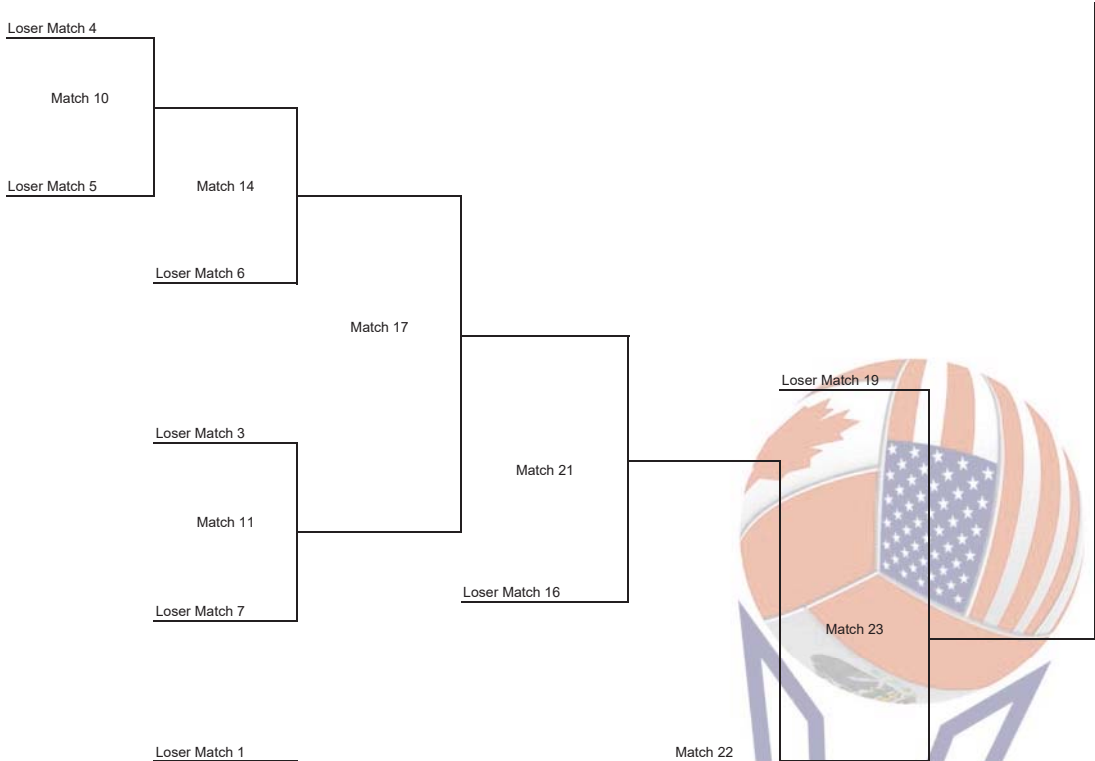 Loser Match 4
Match 10
Loser Match 5
Match 14
Loser Match 6
Match 17
Loser Match 19
Loser Match 3
Match 21
Match 11
Loser Match 16
Loser Match 7
Match 23
Loser Match 1
Match 22